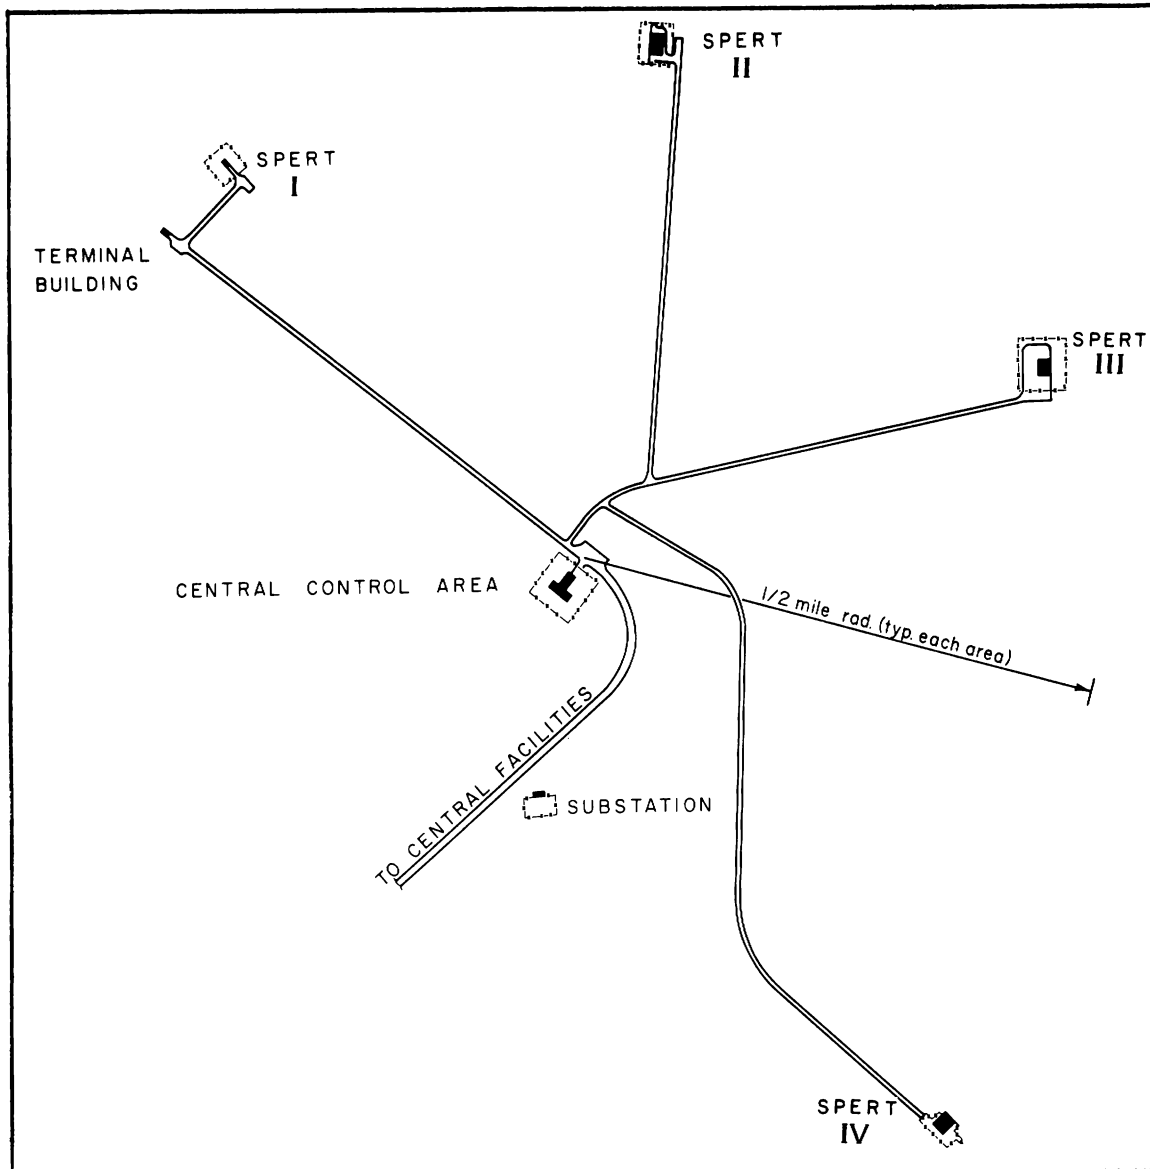 SPERT
II
SPERT
I
TERMINAL
BUILDING
SPERT
III
CENTRAL CONTROL AREA
1/2 mile rad. (typ. each area)
TO CENTRAL FACILITIES
SUBSTATION
SPERT
IV